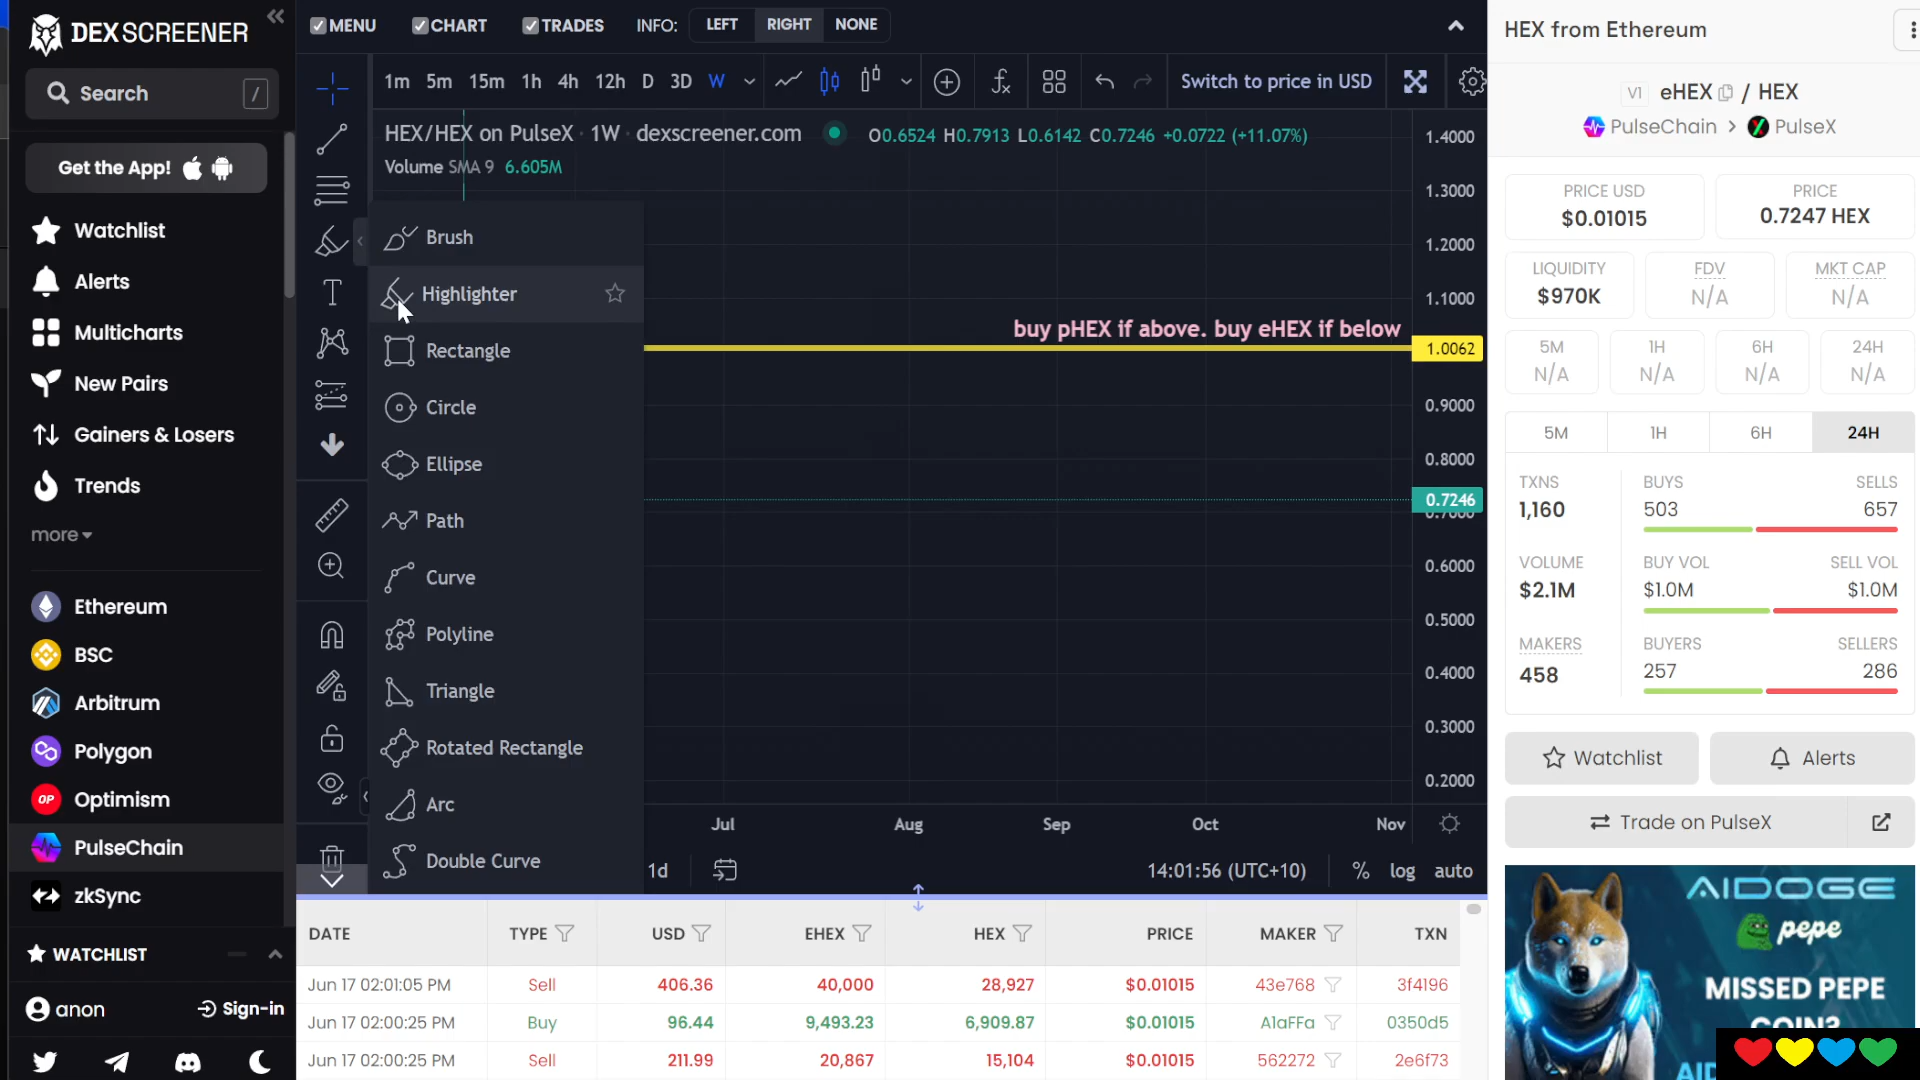 DEXSCREENER
Search /
Get the App!
Watchlist
Alerts
Multicharts
New Pairs
Gainers & Losers
Trends
more
Ethereum
BSC
Arbitrum
Polygon
OP Optimism
PulseChain
zkSync
WATCHLIST
anon Sign-in
MENU CHART TRADES INFO: LEFT RIGHT NONE
1m 5m 15m 1h 4h 12h D 3D W Switch to price in USD
HEX/HEX on PulseX · 1W · dexscreener.com O0.6524 H0.7913 L0.6142 C0.7246 +0.0722 (+11.07%)
Volume SMA 9 6.605M
Brush
Highlighter
Rectangle
Circle
Ellipse
Path
Curve
Polyline
Triangle
Rotated Rectangle
Arc
Double Curve
buy pHEX if above. buy eHEX if below
1.4000
1.3000
1.2000
1.1000
1.0062
0.9000
0.8000
0.7246
0.7000
0.6000
0.5000
0.4000
0.3000
0.2000
Jul Aug Sep Oct Nov
1d 14:01:56 (UTC+10) % log auto
DATE TYPE USD EHEX HEX PRICE MAKER TXN
Jun 17 02:01:05 PM Sell 406.36 40,000 28,927 $0.01015 43e768 3f4196
Jun 17 02:00:25 PM Buy 96.44 9,493.23 6,909.87 $0.01015 A1aFFa 0350d5
Jun 17 02:00:25 PM Sell 211.99 20,867 15,104 $0.01015 562272 2e6f73
HEX from Ethereum
V1 eHEX / HEX
PulseChain > PulseX
PRICE USD PRICE
$0.01015 0.7247 HEX
LIQUIDITY FDV MKT CAP
$970K N/A N/A
5M 1H 6H 24H
N/A N/A N/A N/A
5M 1H 6H 24H
TXNS BUYS SELLS
1,160 503 657
VOLUME BUY VOL SELL VOL
$2.1M $1.0M $1.0M
MAKERS BUYERS SELLERS
458 257 286
Watchlist Alerts
Trade on PulseX
AIDOGE
pepe
MISSED PEPE
COIN?